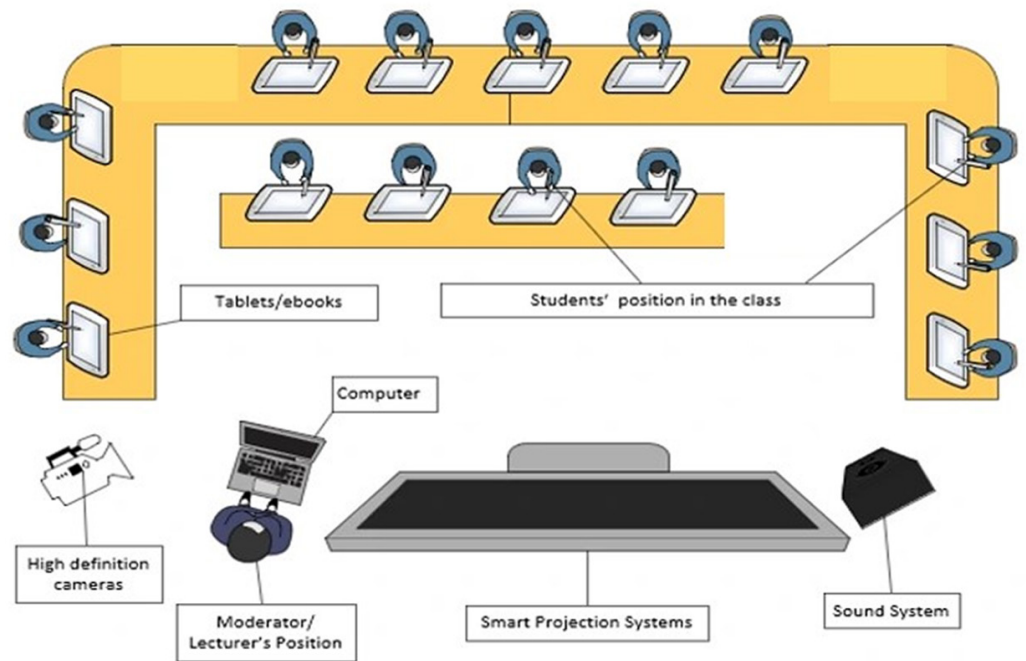 Tablets/ebooks
Students' position in the class
Computer
High definition
cameras
Moderator/
Lecturer's Position
Smart Projection Systems
Sound System